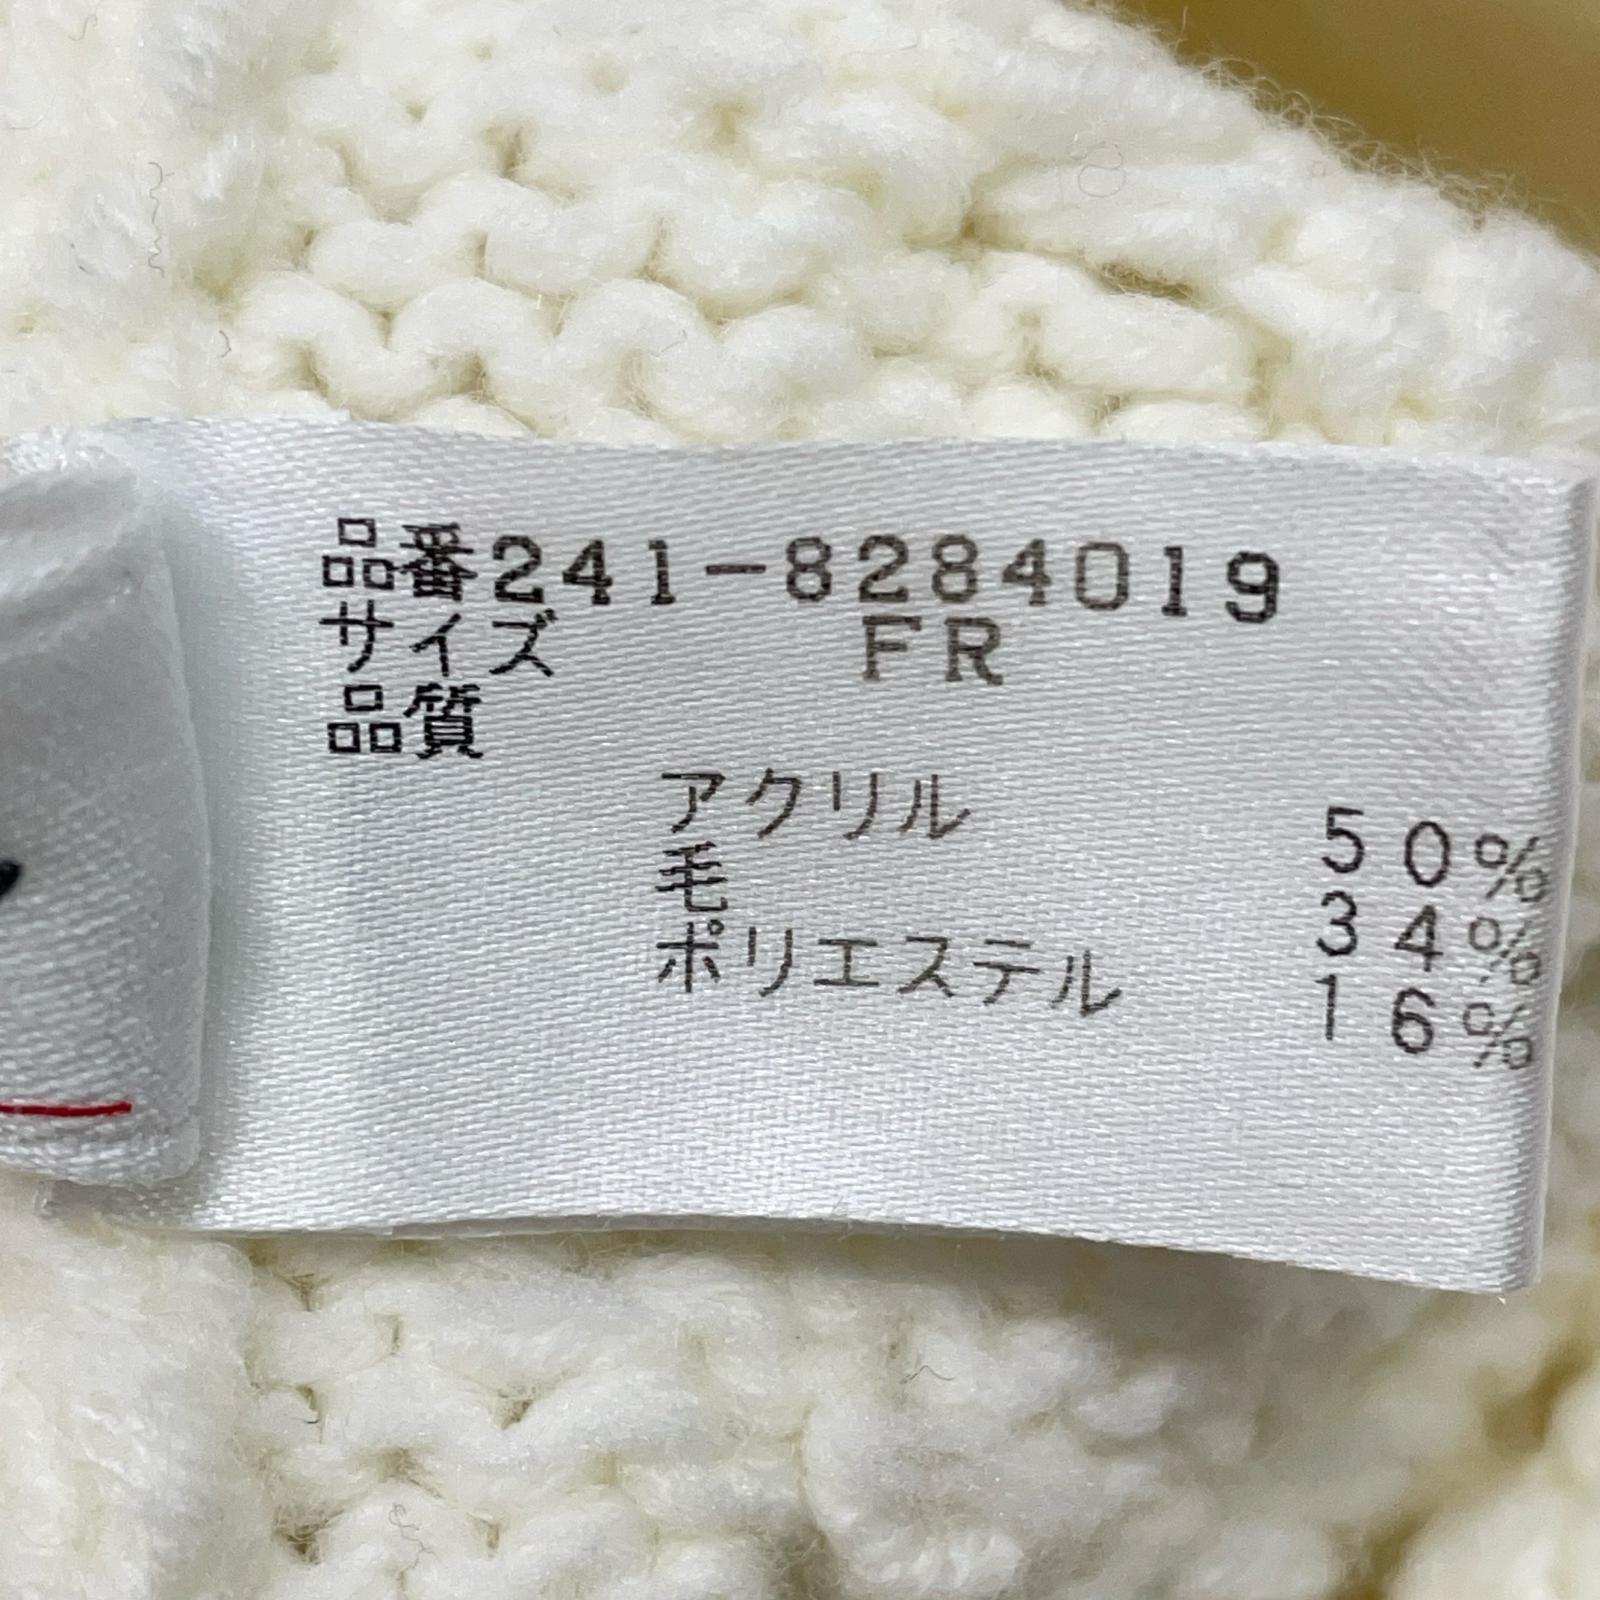 品番241-8284019
サイズ FR
品質
アクリル 50%
毛 34%
ポリエステル 16%